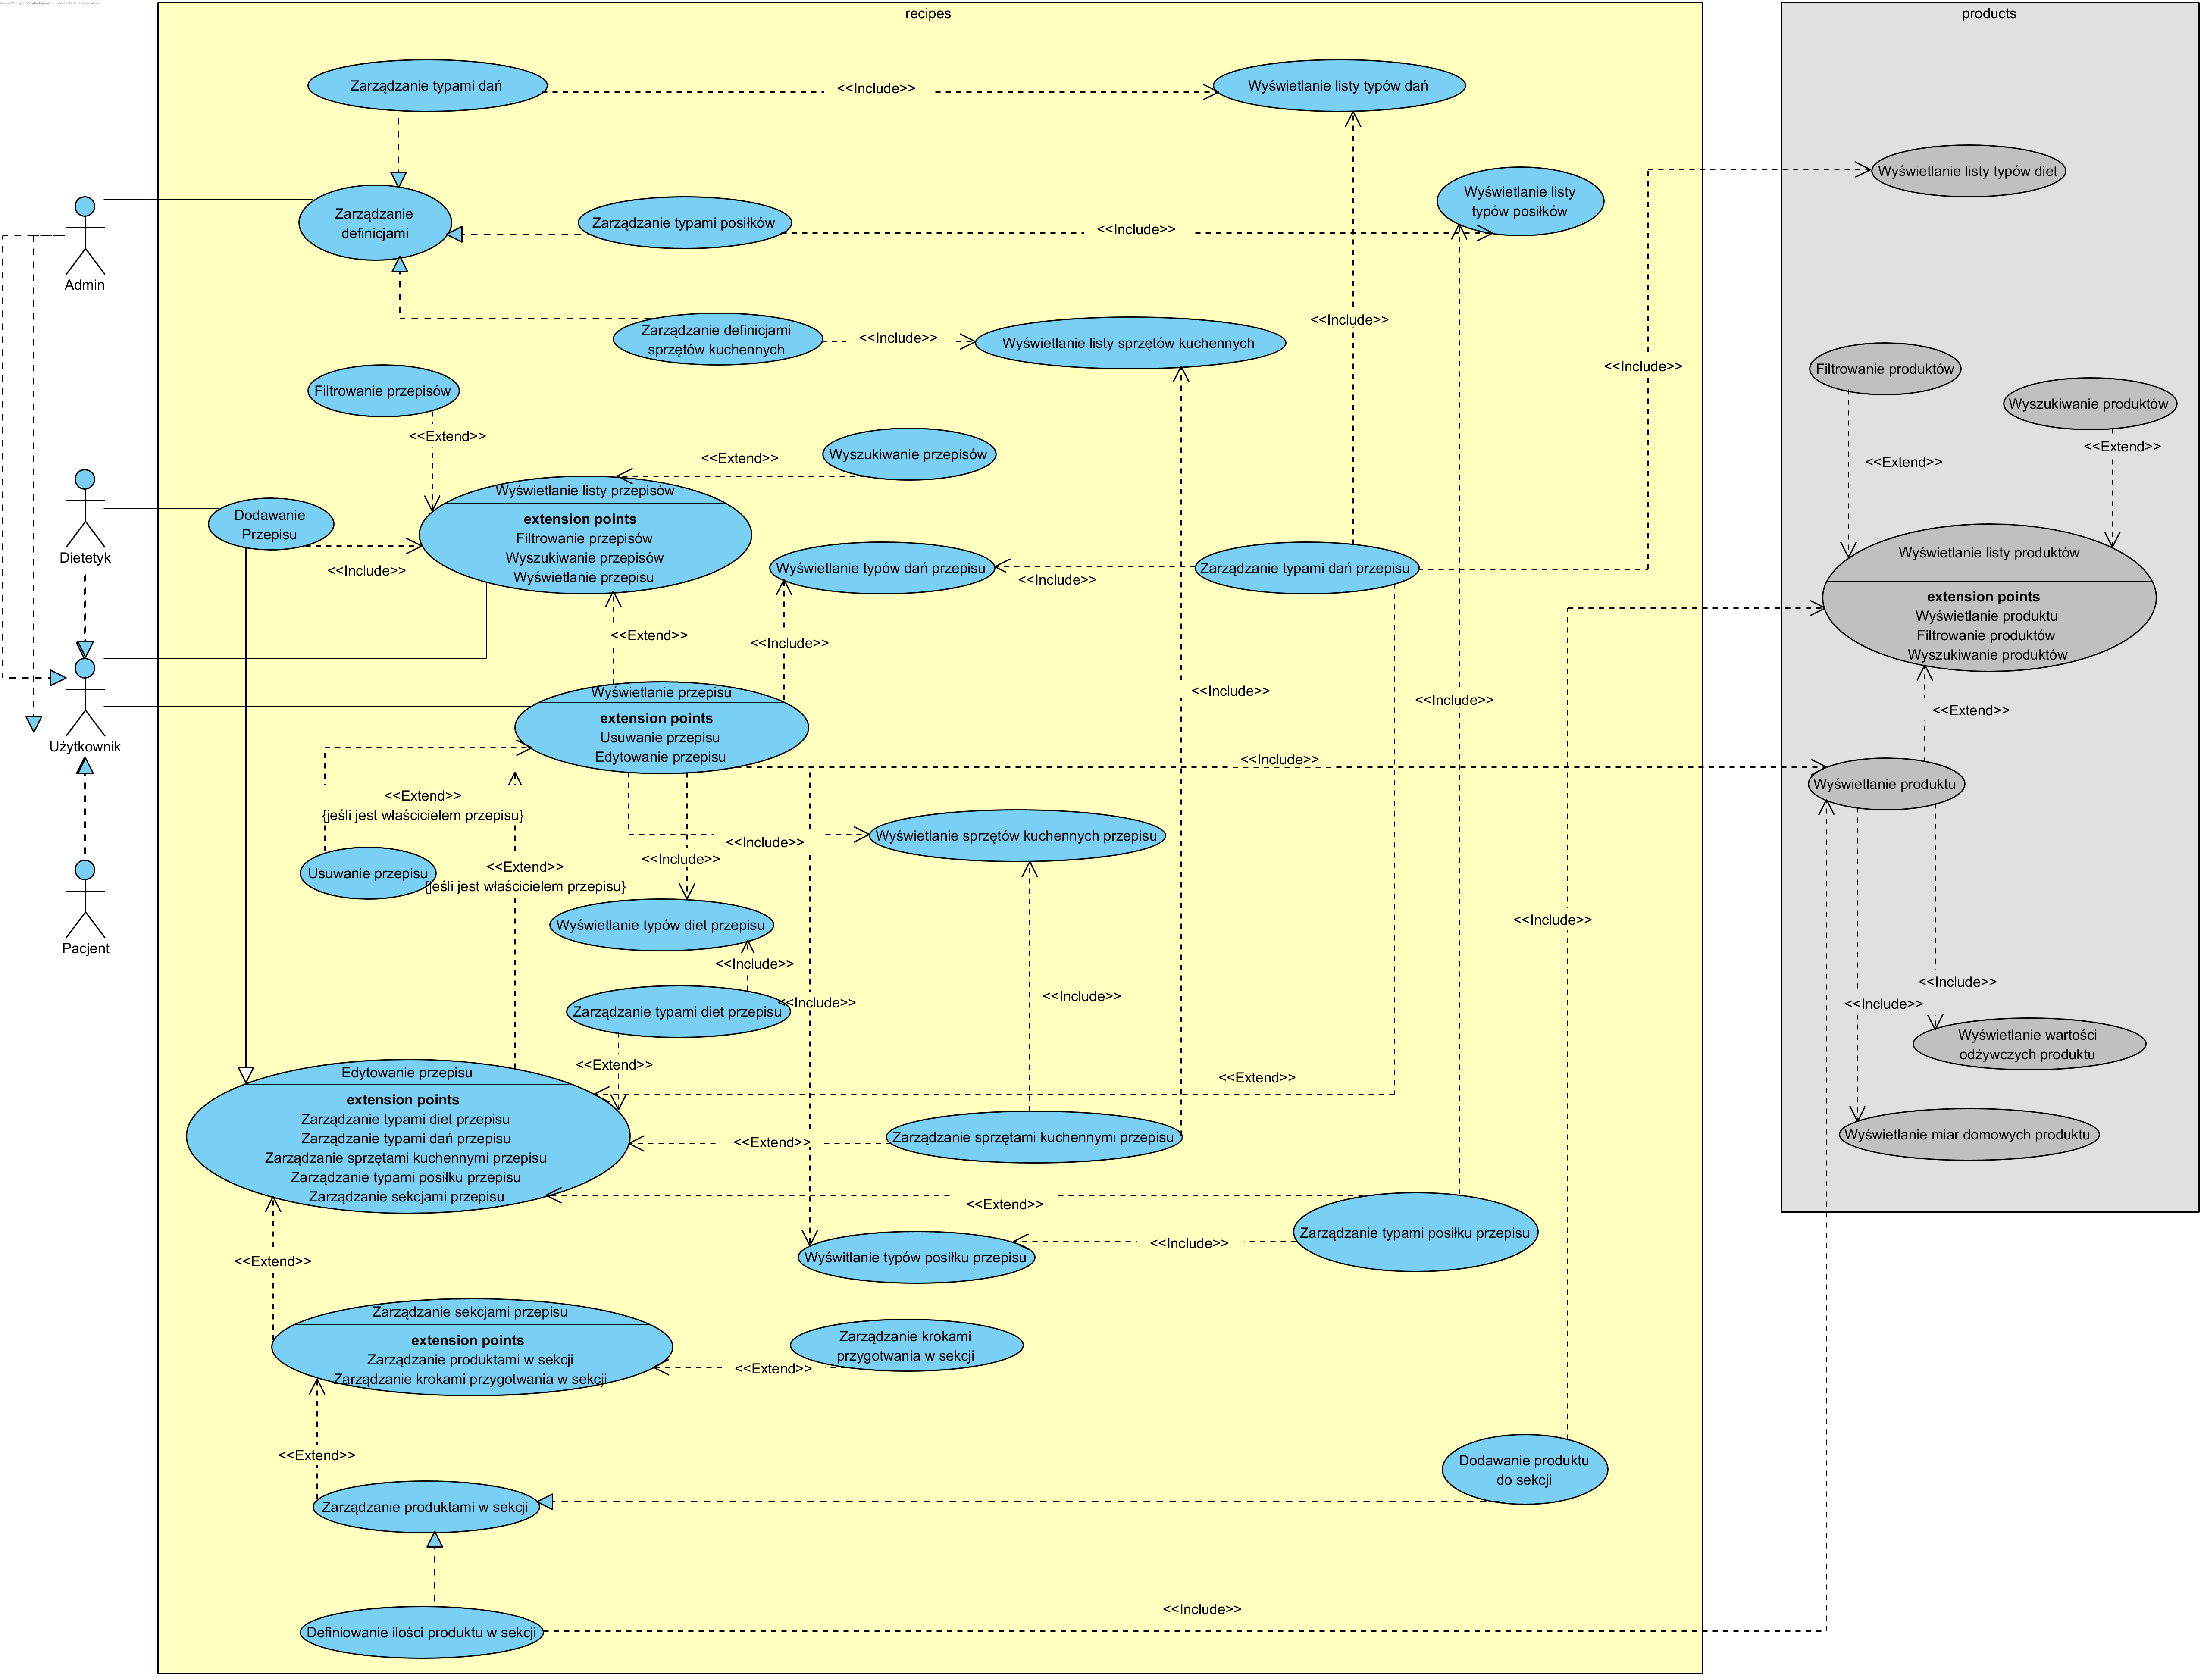 recipes
products
Zarządzanie typami dań
<<Include>>
Wyświetlanie listy typów dań
Wyświetlanie listy typów diet
Zarządzanie
definicjami
Zarządzanie typami posiłków
<<Include>>
Wyświetlanie listy
typów posiłków
Admin
Zarządzanie definicjami
sprzętów kuchennych
<<Include>>
Wyświetlanie listy sprzętów kuchennych
<<Include>>
<<Include>>
Filtrowanie produktów
Wyszukiwanie produktów
Filtrowanie przepisów
<<Extend>>
<<Extend>>
Wyszukiwanie przepisów
<<Extend>>
<<Extend>>
Wyświetlanie listy przepisów
extension points
Filtrowanie przepisów
Wyszukiwanie przepisów
Wyświetlanie przepisu
Dodawanie
Przepisu
Dietetyk
<<Include>>
Wyświetlanie typów dań przepisu
<<Include>>
Zarządzanie typami dań przepisu
Wyświetlanie listy produktów
extension points
Wyświetlanie produktu
Filtrowanie produktów
Wyszukiwanie produktów
<<Extend>>
<<Include>>
<<Include>>
<<Include>>
<<Extend>>
Wyświetlanie przepisu
extension points
Usuwanie przepisu
Edytowanie przepisu
Użytkownik
<<Include>>
Wyświetlanie produktu
<<Extend>>
{jeśli jest właścicielem przepisu}
<<Include>>
Wyświetlanie sprzętów kuchennych przepisu
<<Include>>
<<Extend>>
{jeśli jest właścicielem przepisu}
Usuwanie przepisu
Pacjent
Wyświetlanie typów diet przepisu
<<Include>>
<<Include>>
<<Include>>
<<Include>>
<<Include>>
<<Include>>
Zarządzanie typami diet przepisu
<<Extend>>
<<Extend>>
Wyświetlanie wartości
odżywczych produktu
Edytowanie przepisu
extension points
Zarządzanie typami diet przepisu
Zarządzanie typami dań przepisu
Zarządzanie sprzętami kuchennymi przepisu
Zarządzanie typami posiłku przepisu
Zarządzanie sekcjami przepisu
<<Extend>>
Zarządzanie sprzętami kuchennymi przepisu
Wyświetlanie miar domowych produktu
<<Extend>>
Zarządzanie typami posiłku przepisu
<<Include>>
Wyświtlanie typów posiłku przepisu
<<Extend>>
Zarządzanie sekcjami przepisu
extension points
Zarządzanie produktami w sekcji
Zarządzanie krokami przygotwania w sekcji
<<Extend>>
Zarządzanie krokami
przygotwania w sekcji
<<Extend>>
Dodawanie produktu
do sekcji
Zarządzanie produktami w sekcji
<<Include>>
Definiowanie ilości produktu w sekcji